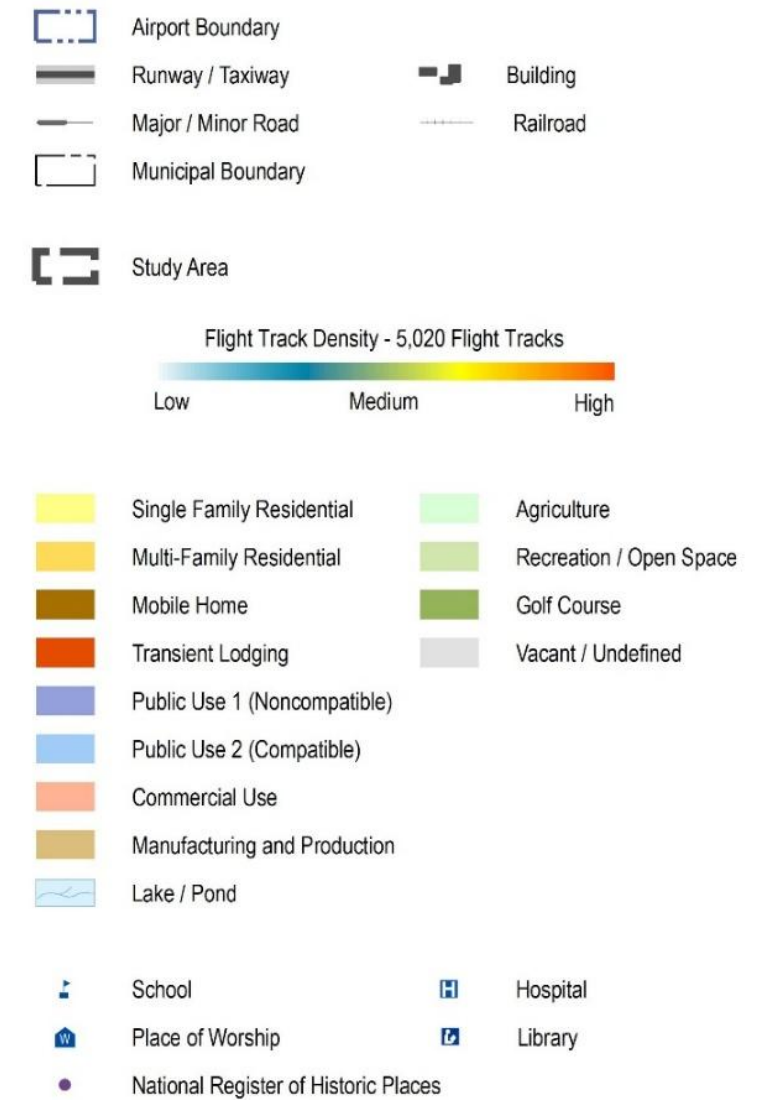 Airport Boundary
Runway / Taxiway
Building
Major / Minor Road
Railroad
Municipal Boundary
Study Area
Flight Track Density - 5,020 Flight Tracks
Low Medium High
Single Family Residential
Agriculture
Multi-Family Residential
Recreation / Open Space
Mobile Home
Golf Course
Transient Lodging
Vacant / Undefined
Public Use 1 (Noncompatible)
Public Use 2 (Compatible)
Commercial Use
Manufacturing and Production
Lake / Pond
School
H Hospital
W Place of Worship
Library
National Register of Historic Places